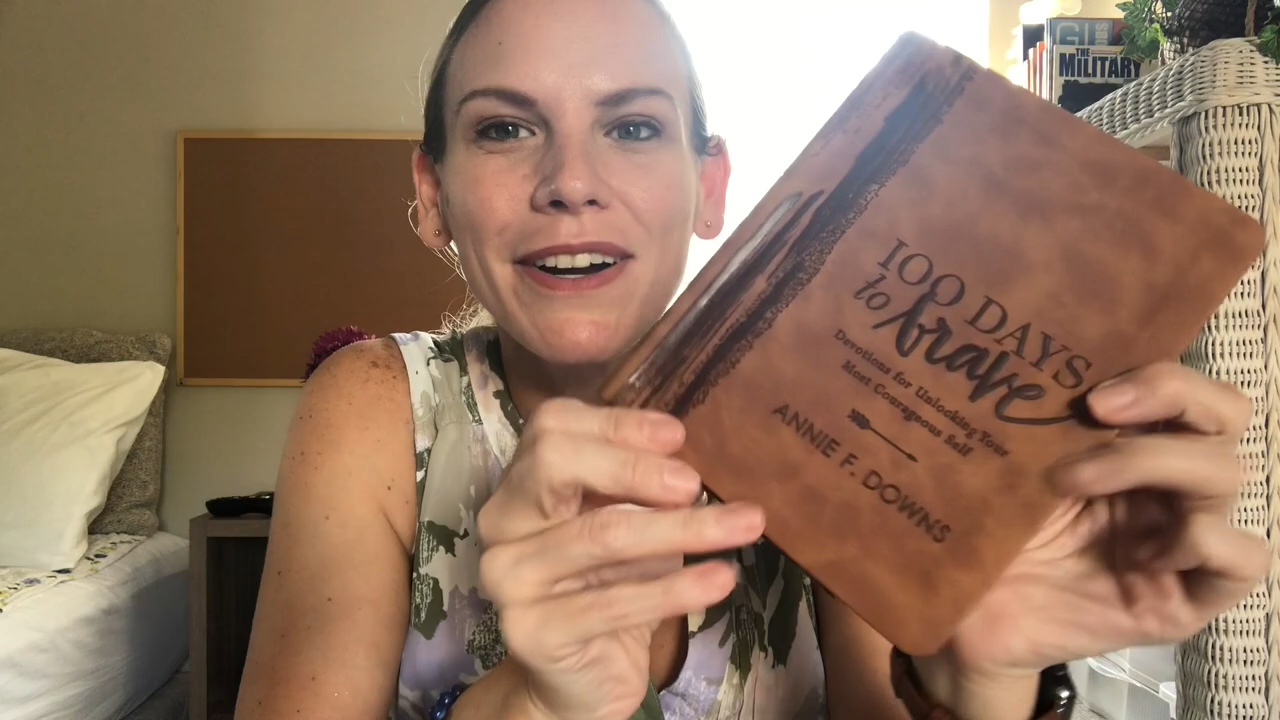 100 DAYS
to brave
Devotions for Unlocking Your
Most Courageous Self
ANNIE F. DOWNS
THE
MILITARY